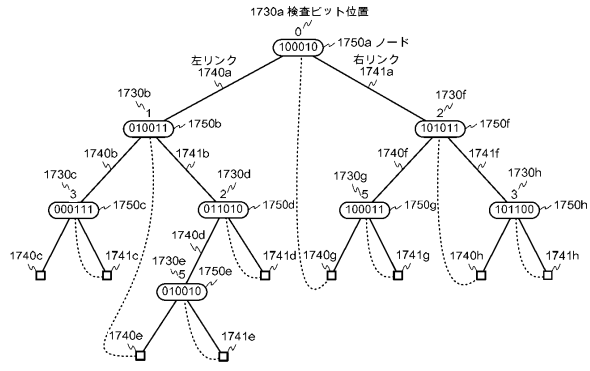 1730a 検査ビット位置
0
100010
1750a ノード
左リンク
1740a
右リンク
1741a
1730b
1
010011
1750b
1730f
2
101011
1750f
1740b
1741b
1740f
1741f
1730c
3
000111
1750c
1730d
2
011010
1750d
1730g
5
100011
1750g
1730h
3
101100
1750h
1740c
1741c
1740d
1741d
1740g
1741g
1740h
1741h
1730e
5
010010
1750e
1740e
1741e